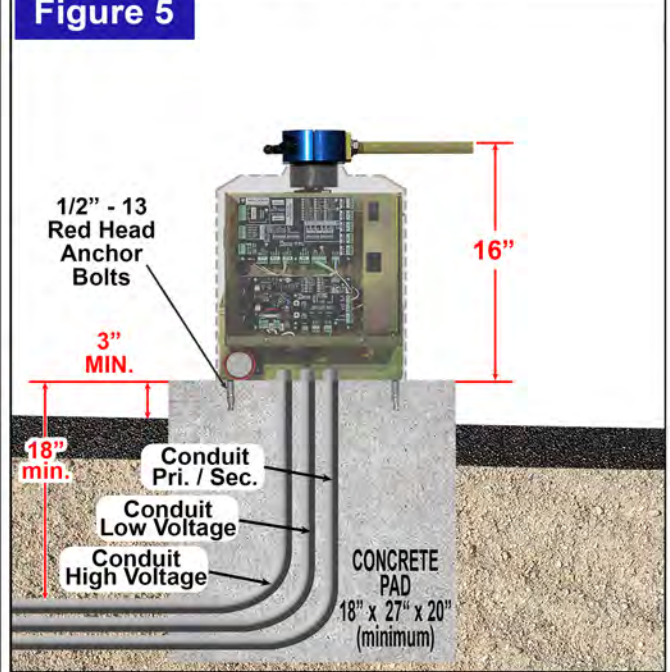 Figure 5
1/2" - 13
Red Head
Anchor
Bolts
16"
3"
MIN.
18"
min.
Conduit
Pri. / Sec.
Conduit
Low Voltage
Conduit
High Voltage
CONCRETE
PAD
18" x 27" x 20"
(minimum)